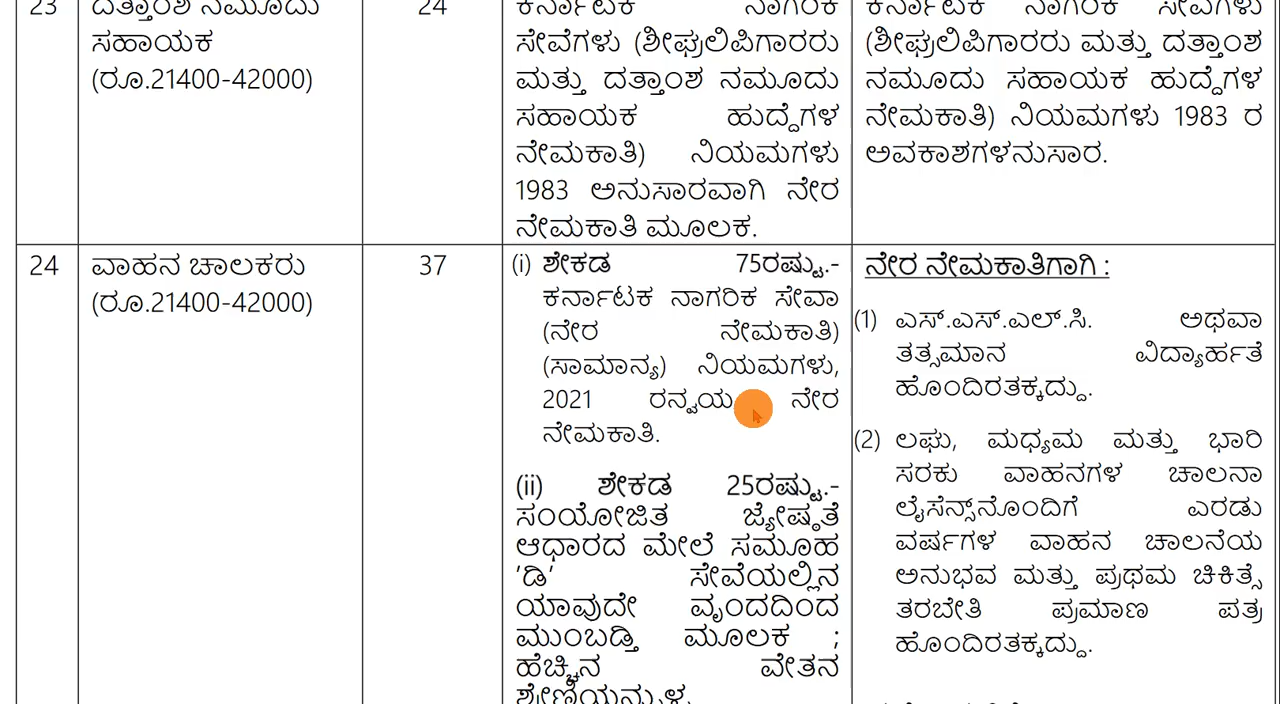 23
ದತ್ತಾಂಶ ನಮೂದು
ಸಹಾಯಕ
(ರೂ.21400-42000)
24
ಕರ್ನಾಟಕ ನಾಗರಿಕ
ಸೇವೆಗಳು (ಶೀಘ್ರಲಿಪಿಗಾರರು
ಮತ್ತು ದತ್ತಾಂಶ ನಮೂದು
ಸಹಾಯಕ ಹುದ್ದೆಗಳ
ನೇಮಕಾತಿ) ನಿಯಮಗಳು
1983 ಅನುಸಾರವಾಗಿ ನೇರ
ನೇಮಕಾತಿ ಮೂಲಕ.
ಕರ್ನಾಟಕ ನಾಗರಿಕ ಸೇವೆಗಳು
(ಶೀಘ್ರಲಿಪಿಗಾರರು ಮತ್ತು ದತ್ತಾಂಶ
ನಮೂದು ಸಹಾಯಕ ಹುದ್ದೆಗಳ
ನೇಮಕಾತಿ) ನಿಯಮಗಳು 1983 ರ
ಅವಕಾಶಗಳನುಸಾರ.
24
ವಾಹನ ಚಾಲಕರು
(ರೂ.21400-42000)
37
(i) ಶೇಕಡ 75ರಷ್ಟು.-
ಕರ್ನಾಟಕ ನಾಗರಿಕ ಸೇವಾ
(ನೇರ ನೇಮಕಾತಿ)
(ಸಾಮಾನ್ಯ) ನಿಯಮಗಳು,
2021 ರನ್ವಯ ನೇರ
ನೇಮಕಾತಿ.
(ii) ಶೇಕಡ 25ರಷ್ಟು.-
ಸಂಯೋಜಿತ ಜ್ಯೇಷ್ಠತೆ
ಆಧಾರದ ಮೇಲೆ ಸಮೂಹ
'ಡಿ' ಸೇವೆಯಲ್ಲಿನ
ಯಾವುದೇ ವೃಂದದಿಂದ
ಮುಂಬಡ್ತಿ ಮೂಲಕ ;
ಹೆಚ್ಚಿನ ವೇತನ
ಶ್ರೇಣಿಯನ್ನುಳ್ಳ
ನೇರ ನೇಮಕಾತಿಗಾಗಿ :
(1) ಎಸ್.ಎಸ್.ಎಲ್.ಸಿ. ಅಥವಾ
ತತ್ಸಮಾನ ವಿದ್ಯಾರ್ಹತೆ
ಹೊಂದಿರತಕ್ಕದ್ದು.
(2) ಲಘು, ಮಧ್ಯಮ ಮತ್ತು ಭಾರಿ
ಸರಕು ವಾಹನಗಳ ಚಾಲನಾ
ಲೈಸೆನ್ಸ್‌ನೊಂದಿಗೆ ಎರಡು
ವರ್ಷಗಳ ವಾಹನ ಚಾಲನೆಯ
ಅನುಭವ ಮತ್ತು ಪ್ರಥಮ ಚಿಕಿತ್ಸೆ
ತರಬೇತಿ ಪ್ರಮಾಣ ಪತ್ರ
ಹೊಂದಿರತಕ್ಕದ್ದು.